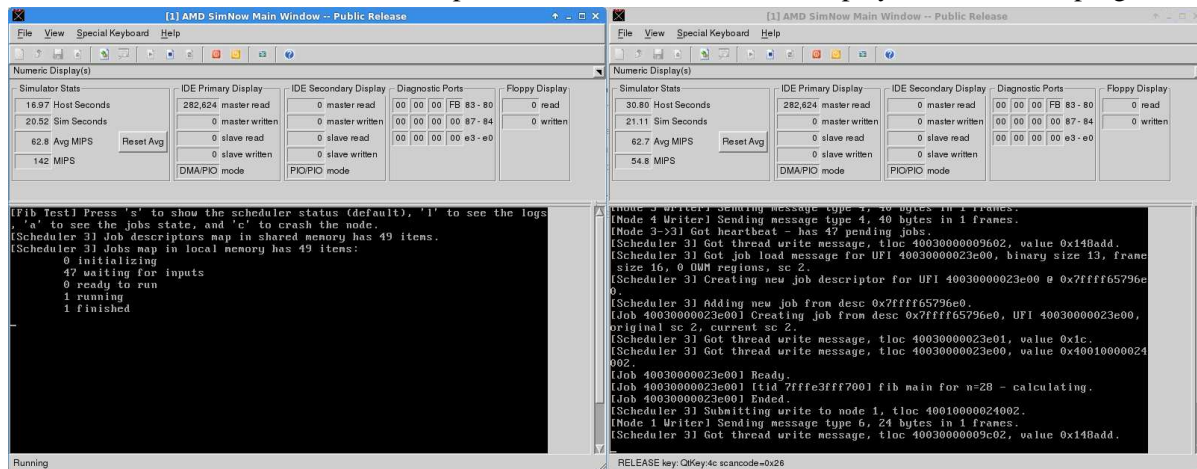 [1] AMD SimNow Main Window -- Public Release
File View Special Keyboard Help
Numeric Display(s)
Simulator Stats
16.97 Host Seconds
20.52 Sim Seconds
62.8 Avg MIPS Reset Avg
142 MIPS
IDE Primary Display
282,624 master read
0 master written
0 slave read
0 slave written
DMA/PIO mode
IDE Secondary Display
0 master read
0 master written
0 slave read
0 slave written
PIO/PIO mode
Diagnostic Ports
00 00 00 FB 83 - 80
00 00 00 00 87 - 84
00 00 00 00 e3 - e0
Floppy Display
0 read
0 written
[Fib Test] Press 's' to show the scheduler status (default), 'l' to see the logs
, 'a' to see the jobs state, and 'c' to crash the node.
[Scheduler 3] Job descriptors map in shared memory has 49 items.
[Scheduler 3] Jobs map in local memory has 49 items:
0 initializing
47 waiting for inputs
0 ready to run
1 running
1 finished
Running
[1] AMD SimNow Main Window -- Public Release
File View Special Keyboard Help
Numeric Display(s)
Simulator Stats
30.80 Host Seconds
21.11 Sim Seconds
62.7 Avg MIPS Reset Avg
54.8 MIPS
IDE Primary Display
282,624 master read
0 master written
0 slave read
0 slave written
DMA/PIO mode
IDE Secondary Display
0 master read
0 master written
0 slave read
0 slave written
PIO/PIO mode
Diagnostic Ports
00 00 00 FB 83 - 80
00 00 00 00 87 - 84
00 00 00 00 e3 - e0
Floppy Display
0 read
0 written
[Node 3 Writer] Sending message type 4, 40 bytes in 1 frames.
[Node 4 Writer] Sending message type 4, 40 bytes in 1 frames.
[Node 3->3] Got heartbeat - has 47 pending jobs.
[Scheduler 3] Got thread write message, tloc 40030000009602, value 0x148add.
[Scheduler 3] Got job load message for UFI 40030000023e00, binary size 13, frame
size 16, 0 OWM regions, sc 2.
[Scheduler 3] Creating new job descriptor for UFI 40030000023e00 @ 0x7ffff65796e
0.
[Scheduler 3] Adding new job from desc 0x7ffff65796e0.
[Job 40030000023e00] Creating job from desc 0x7ffff65796e0, UFI 40030000023e00,
original sc 2, current sc 2.
[Scheduler 3] Got thread write message, tloc 40030000023e01, value 0x1c.
[Scheduler 3] Got thread write message, tloc 40030000023e00, value 0x40010000024
002.
[Job 40030000023e00] Ready.
[Job 40030000023e00] [tid 7fffe3fff700] fib main for n=28 - calculating.
[Job 40030000023e00] Ended.
[Scheduler 3] Submitting write to node 1, tloc 40010000024002.
[Node 1 Writer] Sending message type 6, 24 bytes in 1 frames.
[Scheduler 3] Got thread write message, tloc 40030000009c02, value 0x148add.
RELEASE key: QtKey:4c scancode=0x26